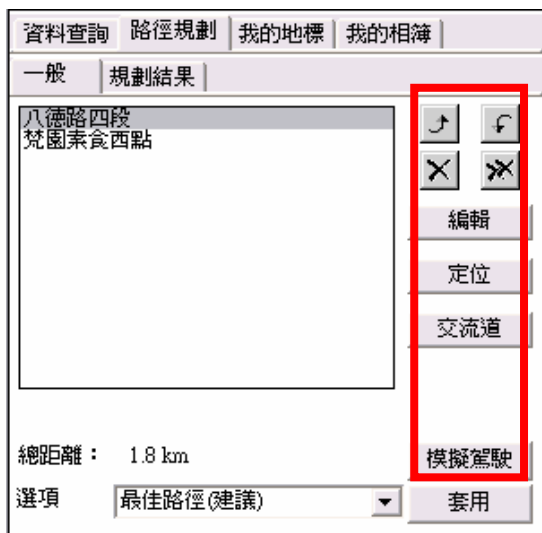 資料查詢 路徑規劃 我的地標 我的相簿
一般 規劃結果
八德路四段
梵園素食西點
編輯
定位
交流道
總距離： 1.8 km
模擬駕駛
選項 最佳路徑(建議) 套用